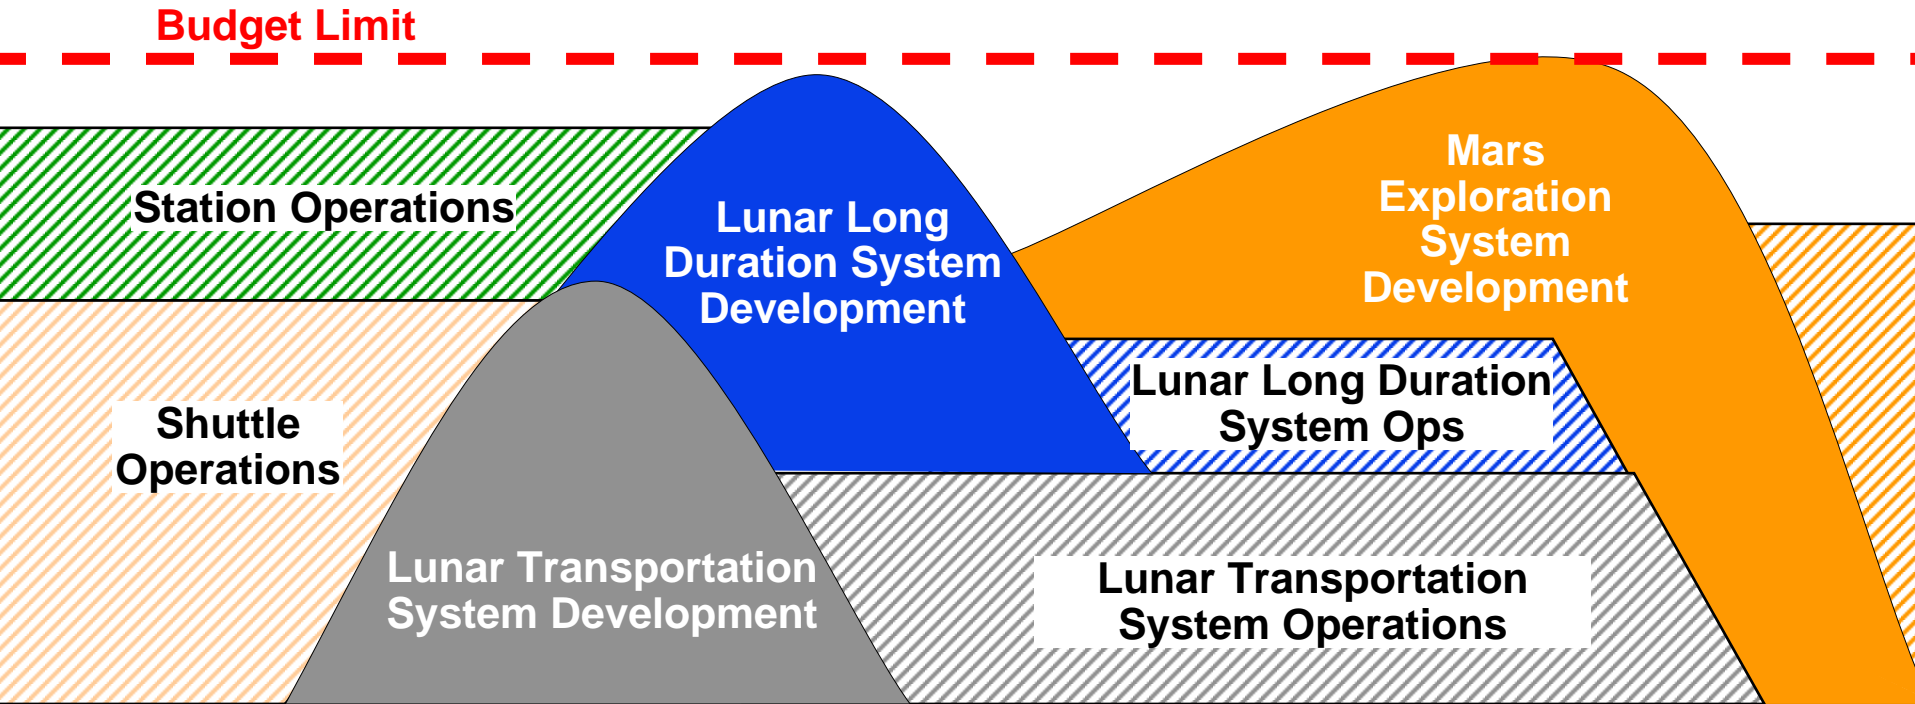 Budget Limit
Station Operations
Shuttle
Operations
Lunar Transportation
System Development
Lunar Long
Duration System
Development
Mars
Exploration
System
Development
Lunar Long Duration
System Ops
Lunar Transportation
System Operations